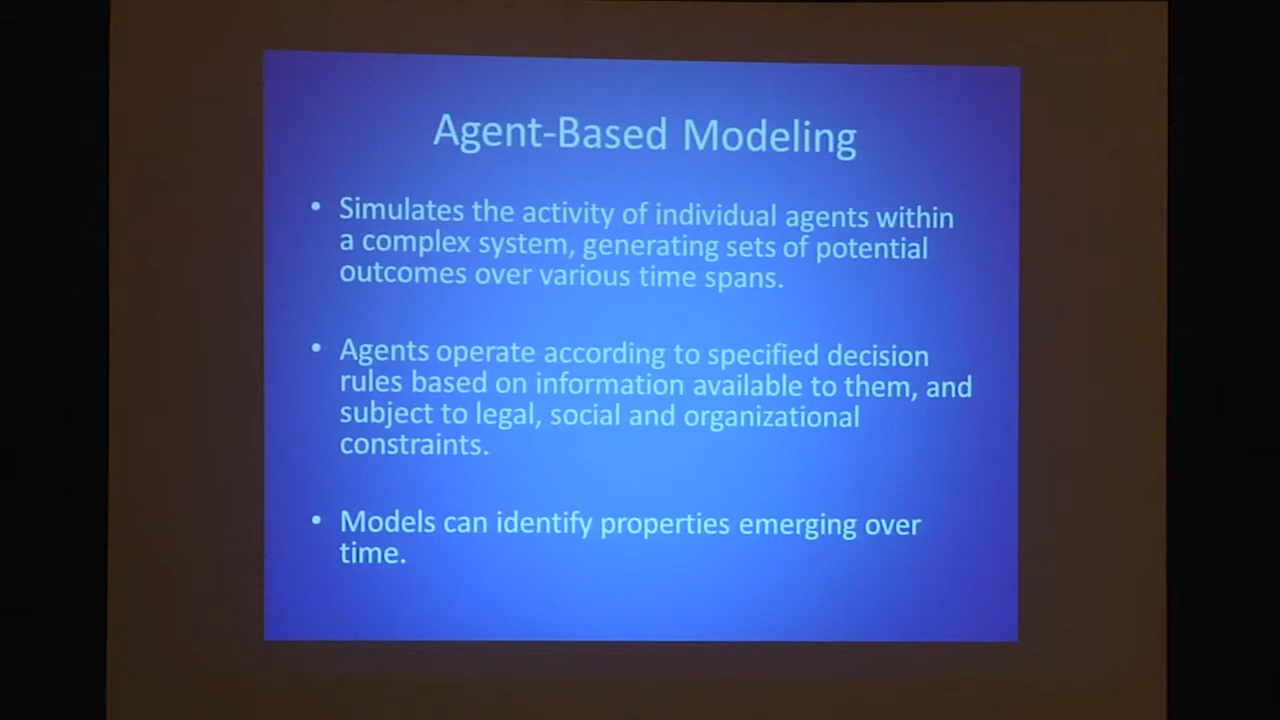 Agent-Based Modeling
• Simulates the activity of individual agents within
a complex system, generating sets of potential
outcomes over various time spans.
• Agents operate according to specified decision
rules based on information available to them, and
subject to legal, social and organizational
constraints.
• Models can identify properties emerging over
time.